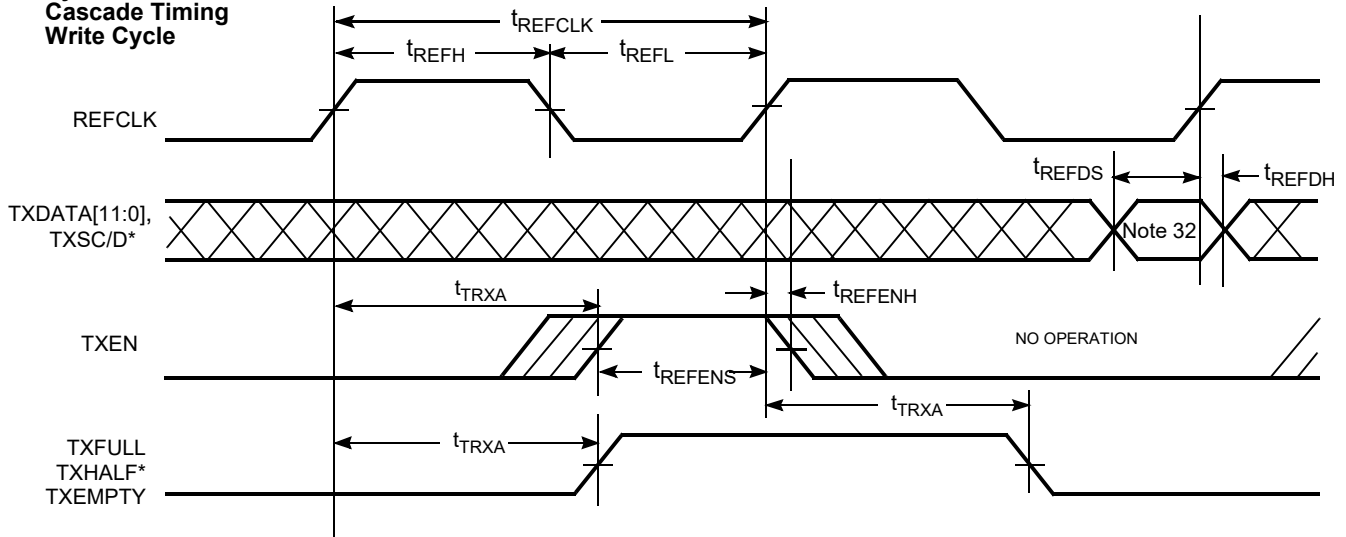 Cascade Timing
Write Cycle
tREFCLK
tREFH
tREFL
REFCLK
tREFDS
tREFDH
TXDATA[11:0],
TXSC/D*
Note 32
tTRXA
tREFENH
TXEN
NO OPERATION
tREFENS
tTRXA
tTRXA
TXFULL
TXHALF*
TXEMPTY